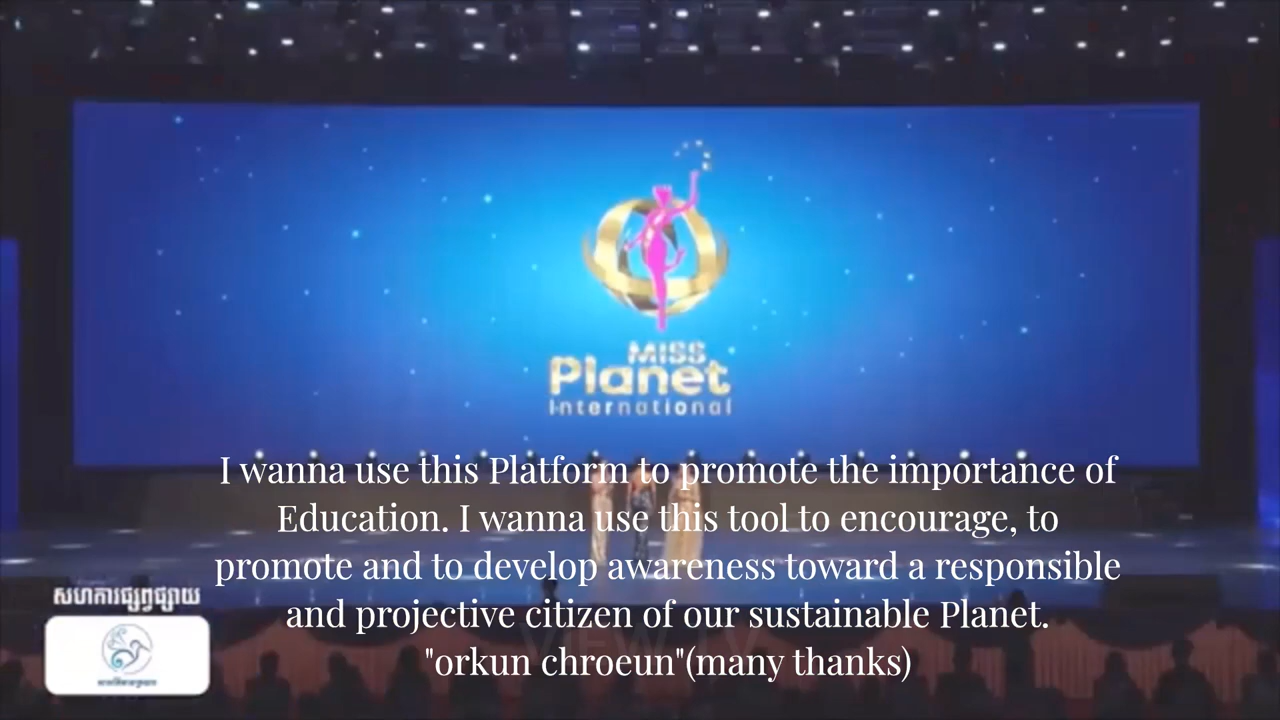 MISS
Planet
International
I wanna use this Platform to promote the importance of
Education. I wanna use this tool to encourage, to
promote and to develop awareness toward a responsible
and projective citizen of our sustainable Planet.
"orkun chroeun"(many thanks)
សហការផ្សព្វផ្សាយ
VIEW TV